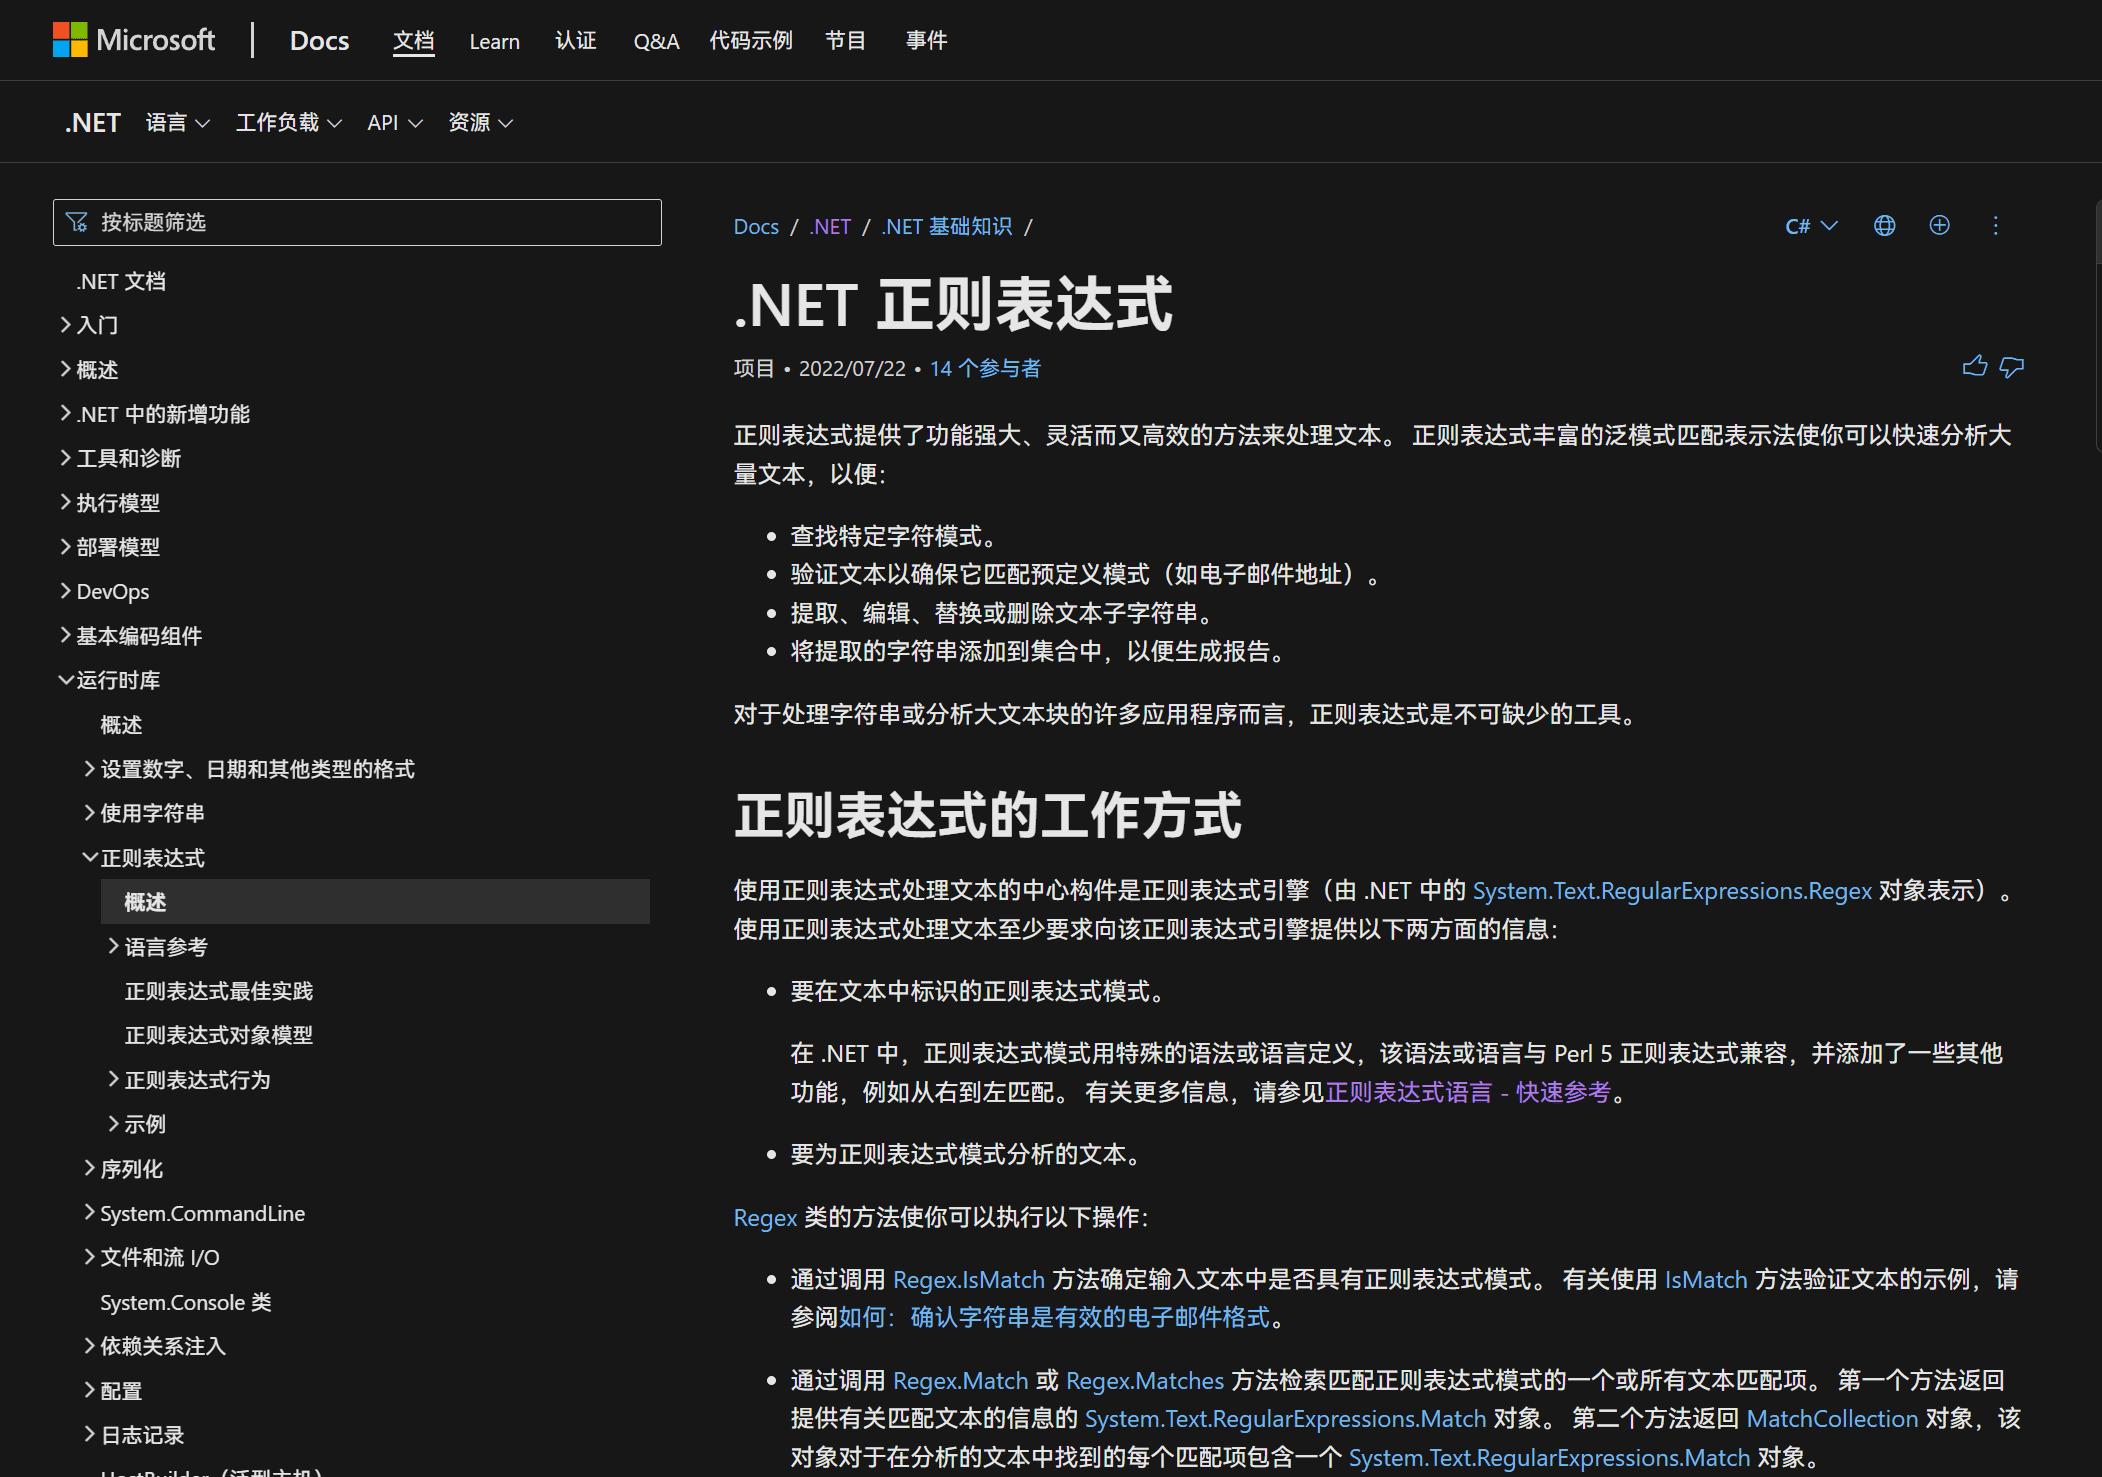 Microsoft Docs 文档 Learn 认证 Q&A 代码示例 节目 事件
.NET 语言 工作负载 API 资源
按标题筛选
.NET 文档
入门
概述
.NET 中的新增功能
工具和诊断
执行模型
部署模型
DevOps
基本编码组件
运行时库
概述
设置数字、日期和其他类型的格式
使用字符串
正则表达式
概述
语言参考
正则表达式最佳实践
正则表达式对象模型
正则表达式行为
示例
序列化
System.CommandLine
文件和流 I/O
System.Console 类
依赖关系注入
配置
日志记录
HostBuilder（泛型主机）
Docs / .NET / .NET 基础知识 /
C#
.NET 正则表达式
项目 • 2022/07/22 • 14 个参与者
正则表达式提供了功能强大、灵活而又高效的方法来处理文本。 正则表达式丰富的泛模式匹配表示法使你可以快速分析大
量文本，以便：
• 查找特定字符模式。
• 验证文本以确保它匹配预定义模式（如电子邮件地址）。
• 提取、编辑、替换或删除文本子字符串。
• 将提取的字符串添加到集合中，以便生成报告。
对于处理字符串或分析大文本块的许多应用程序而言，正则表达式是不可缺少的工具。
正则表达式的工作方式
使用正则表达式处理文本的中心构件是正则表达式引擎（由 .NET 中的 System.Text.RegularExpressions.Regex 对象表示）。
使用正则表达式处理文本至少要求向该正则表达式引擎提供以下两方面的信息：
• 要在文本中标识的正则表达式模式。
在 .NET 中，正则表达式模式用特殊的语法或语言定义，该语法或语言与 Perl 5 正则表达式兼容，并添加了一些其他
功能，例如从右到左匹配。 有关更多信息，请参见正则表达式语言 - 快速参考。
• 要为正则表达式模式分析的文本。
Regex 类的方法使你可以执行以下操作：
• 通过调用 Regex.IsMatch 方法确定输入文本中是否具有正则表达式模式。 有关使用 IsMatch 方法验证文本的示例，请
参阅如何：确认字符串是有效的电子邮件格式。
• 通过调用 Regex.Match 或 Regex.Matches 方法检索匹配正则表达式模式的一个或所有文本匹配项。 第一个方法返回
提供有关匹配文本的信息的 System.Text.RegularExpressions.Match 对象。 第二个方法返回 MatchCollection 对象，该
对象对于在分析的文本中找到的每个匹配项包含一个 System.Text.RegularExpressions.Match 对象。